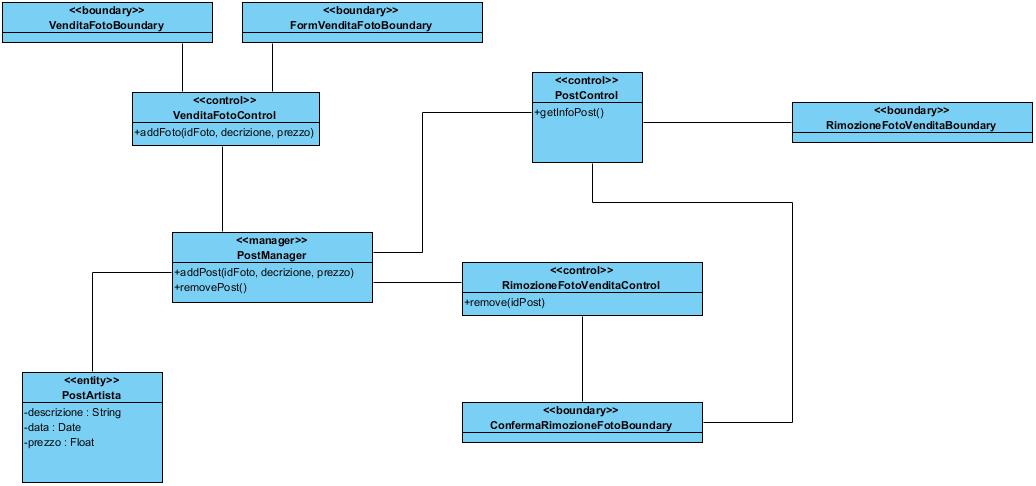 <<boundary>>
VenditaFotoBoundary
<<boundary>>
FormVenditaFotoBoundary
<<control>>
VenditaFotoControl
+addFoto(idFoto, decrizione, prezzo)
<<control>>
PostControl
+getInfoPost()
<<boundary>>
RimozioneFotoVenditaBoundary
<<manager>>
PostManager
+addPost(idFoto, decrizione, prezzo)
+removePost()
<<control>>
RimozioneFotoVenditaControl
+remove(idPost)
<<entity>>
PostArtista
-descrizione : String
-data : Date
-prezzo : Float
<<boundary>>
ConfermaRimozioneFotoBoundary